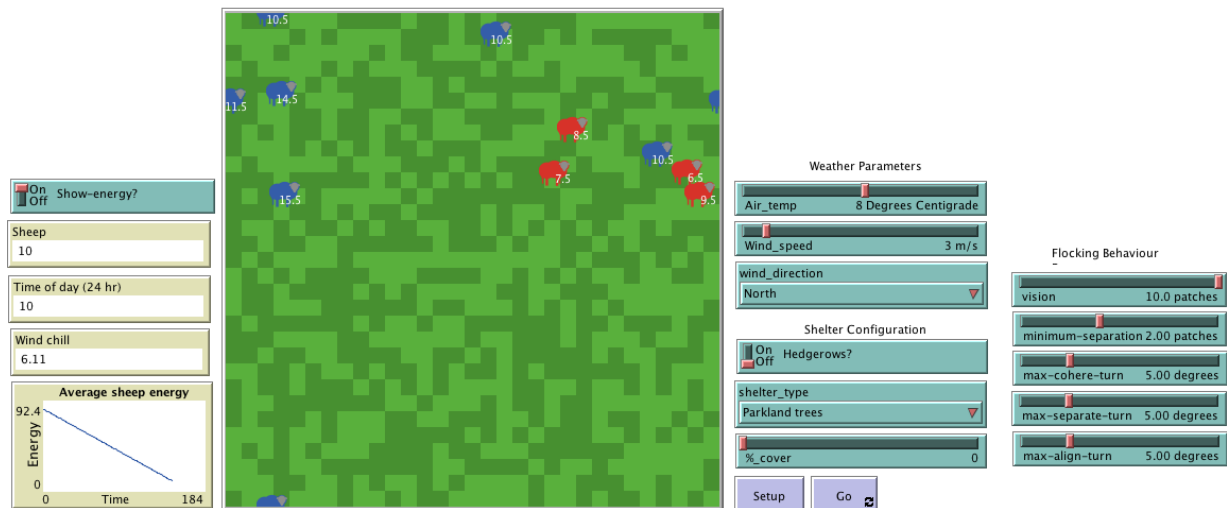 On
Off
Show-energy?
Sheep
10
Time of day (24 hr)
10
Wind chill
6.11
Average sheep energy
92.4
Energy
0
0 Time 184
10.5
10.5
14.5
11.5
8.5
10.5
7.5
6.5
9.5
15.5
Weather Parameters
Air_temp 8 Degrees Centigrade
Wind_speed 3 m/s
wind_direction
North
Shelter Configuration
On
Off
Hedgerows?
shelter_type
Parkland trees
%_cover 0
Setup Go
Flocking Behaviour
vision 10.0 patches
minimum-separation 2.00 patches
max-cohere-turn 5.00 degrees
max-separate-turn 5.00 degrees
max-align-turn 5.00 degrees